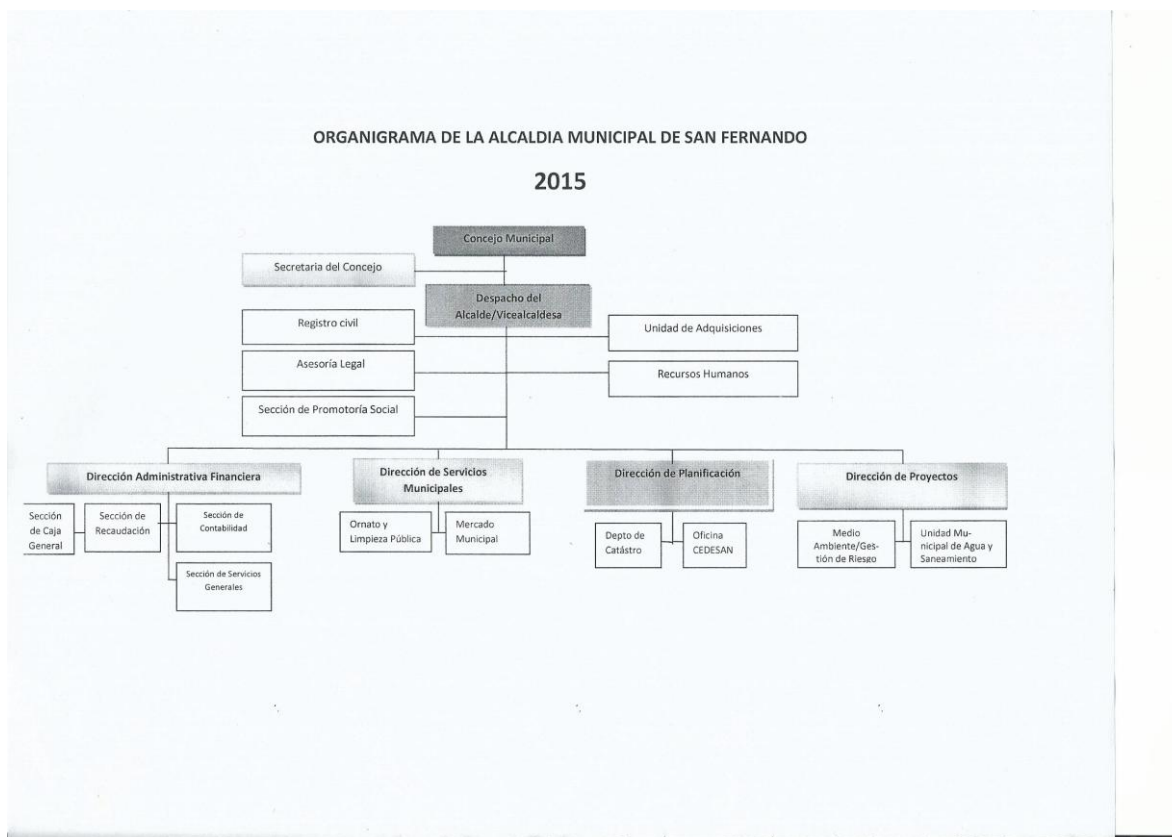 ORGANIGRAMA DE LA ALCALDIA MUNICIPAL DE SAN FERNANDO
2015
Concejo Municipal
Secretaria del Concejo
Despacho del
Alcalde/Vicealcaldesa
Registro civil
Unidad de Adquisiciones
Asesoría Legal
Recursos Humanos
Sección de Promotoría Social
Dirección Administrativa Financiera
Dirección de Servicios
Municipales
Dirección de Planificación
Dirección de Proyectos
Sección
de Caja
General
Sección de
Recaudación
Sección de
Contabilidad
Sección de Servicios
Generales
Ornato y
Limpieza Pública
Mercado
Municipal
Depto de
Catástro
Oficina
CEDESAN
Medio
Ambiente/Ges-
tión de Riesgo
Unidad Mu-
nicipal de Agua y
Saneamiento